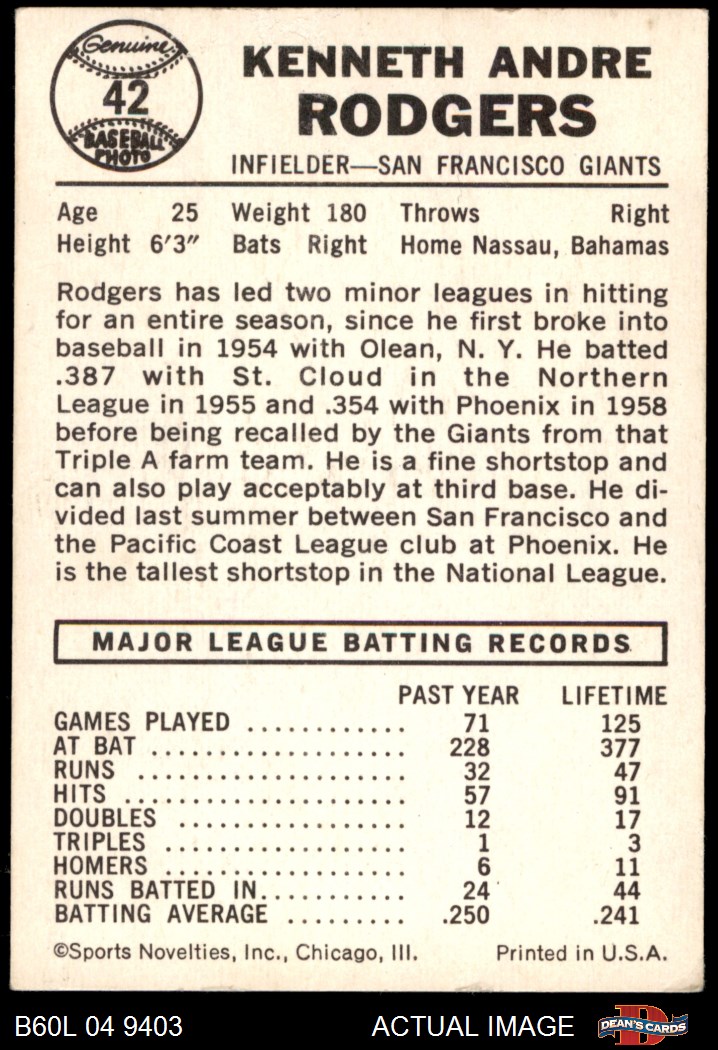 Genuine
42
BASEBALL
PHOTO
KENNETH ANDRE
RODGERS
INFIELDER—SAN FRANCISCO GIANTS
Age 25 Weight 180 Throws Right
Height 6'3" Bats Right Home Nassau, Bahamas
Rodgers has led two minor leagues in hitting
for an entire season, since he first broke into
baseball in 1954 with Olean, N. Y. He batted
.387 with St. Cloud in the Northern
League in 1955 and .354 with Phoenix in 1958
before being recalled by the Giants from that
Triple A farm team. He is a fine shortstop and
can also play acceptably at third base. He di-
vided last summer between San Francisco and
the Pacific Coast League club at Phoenix. He
is the tallest shortstop in the National League.
MAJOR LEAGUE BATTING RECORDS
PAST YEAR LIFETIME
GAMES PLAYED ............ 71 125
AT BAT .................... 228 377
RUNS ..................... 32 47
HITS ...................... 57 91
DOUBLES ................. 12 17
TRIPLES .................. 1 3
HOMERS .................. 6 11
RUNS BATTED IN........... 24 44
BATTING AVERAGE ......... .250 .241
©Sports Novelties, Inc., Chicago, Ill. Printed in U.S.A.
B60L 04 9403 ACTUAL IMAGE D DEAN'S CARDS